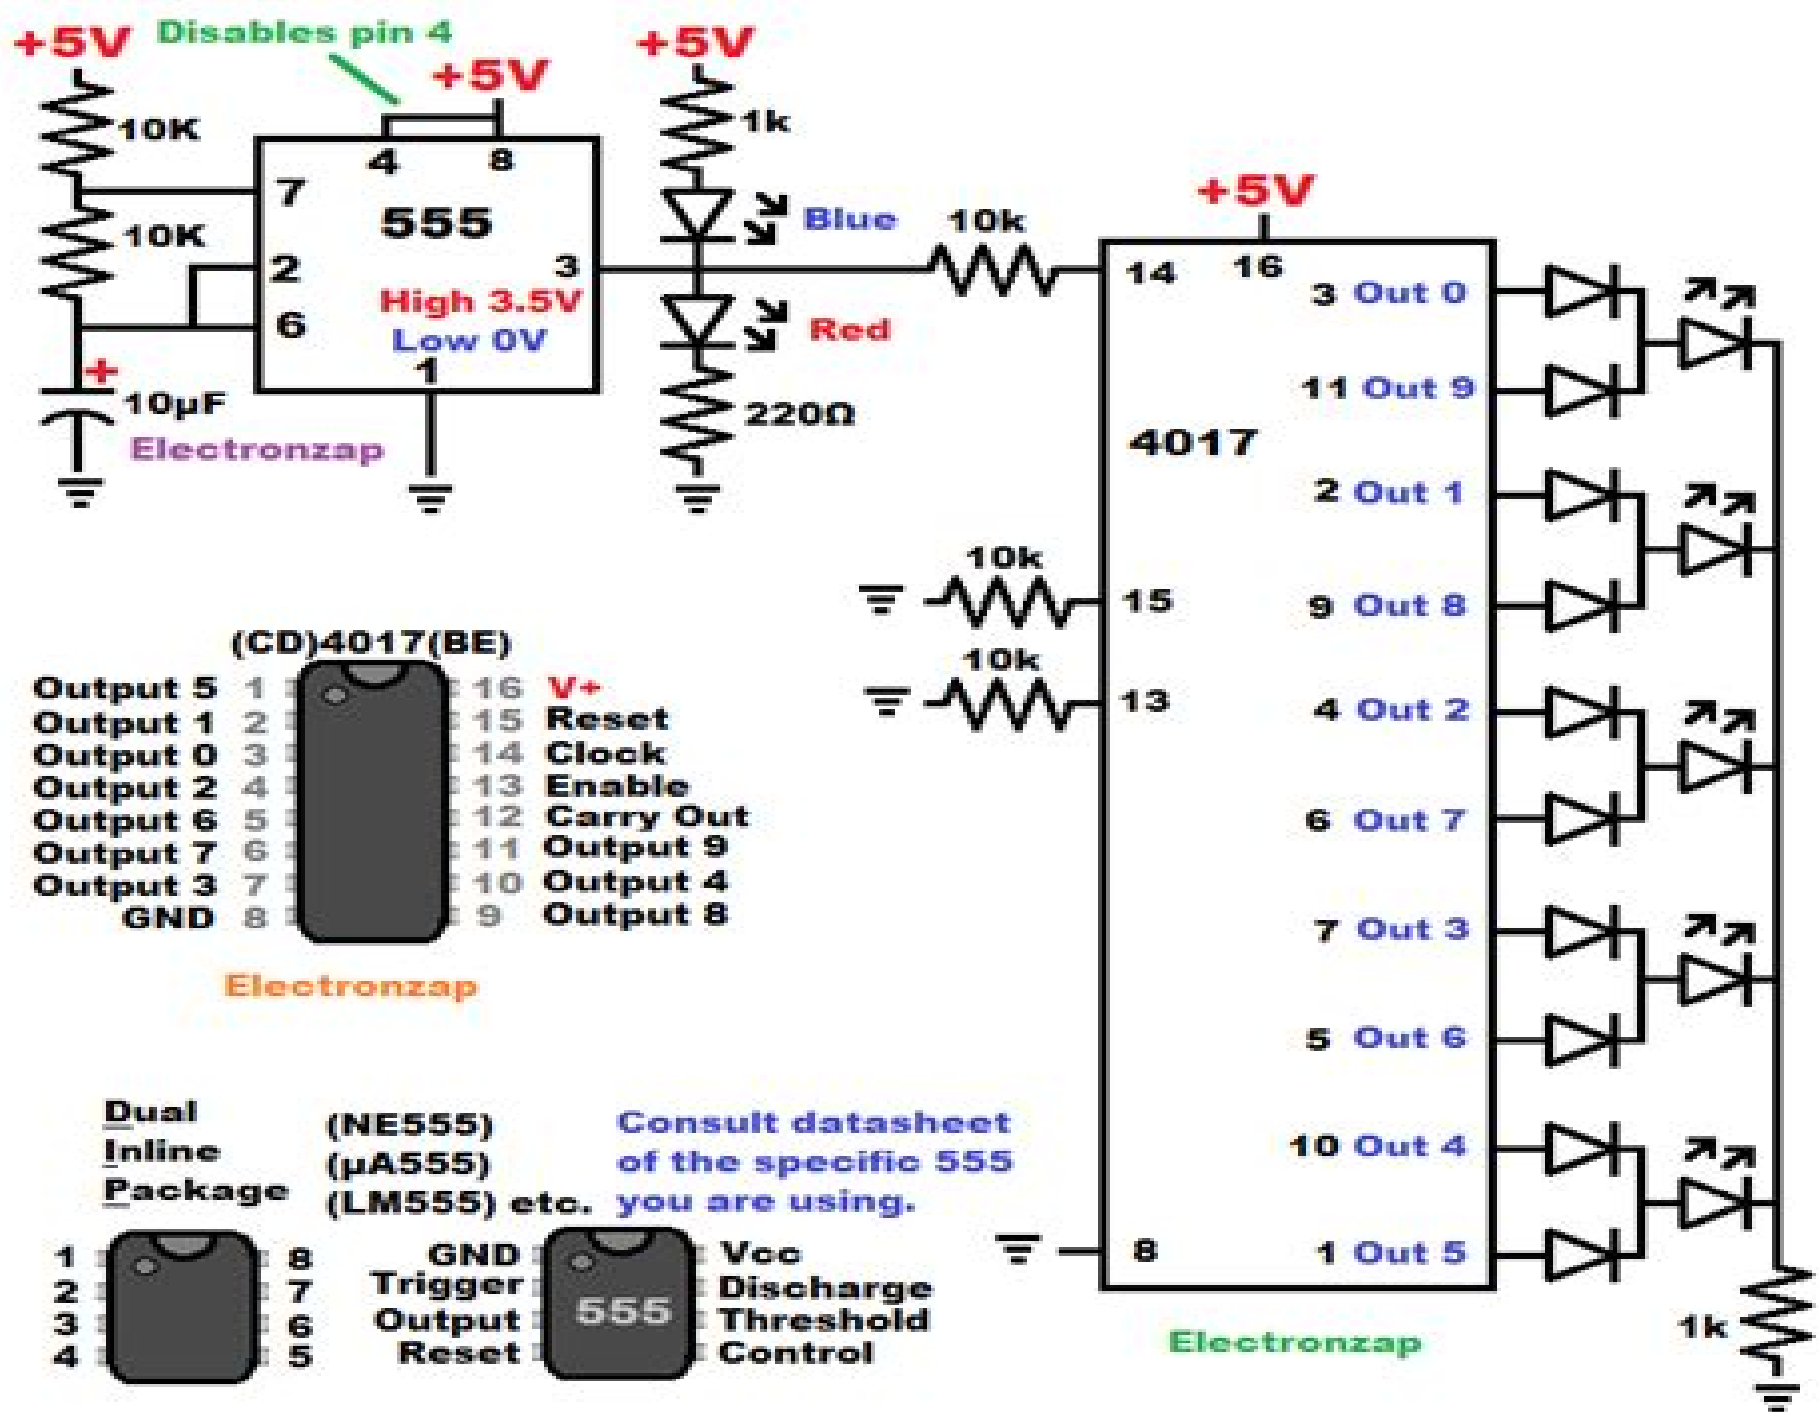 +5V
Disables pin 4
+5V
+5V
10K
1k
4 8
7
555
Blue
10k
+5V
10K
2
3
14
16
3 Out 0
High 3.5V
6
Low 0V
Red
1
+
10µF
220Ω
11 Out 9
Electronzap
4017
2 Out 1
10k
15
9 Out 8
10k
13
4 Out 2
(CD)4017(BE)
Output 5 1 16 V+
Output 1 2 15 Reset
Output 0 3 14 Clock
Output 2 4 13 Enable
Output 6 5 12 Carry Out
Output 7 6 11 Output 9
Output 3 7 10 Output 4
GND 8 9 Output 8
6 Out 7
7 Out 3
Electronzap
5 Out 6
Dual
Inline
Package
(NE555)
(µA555)
(LM555) etc.
Consult datasheet
of the specific 555
you are using.
10 Out 4
8
1 Out 5
1 8
2 7
3 6
4 5
GND Vcc
Trigger Discharge
555
Output Threshold
Reset Control
Electronzap
1k